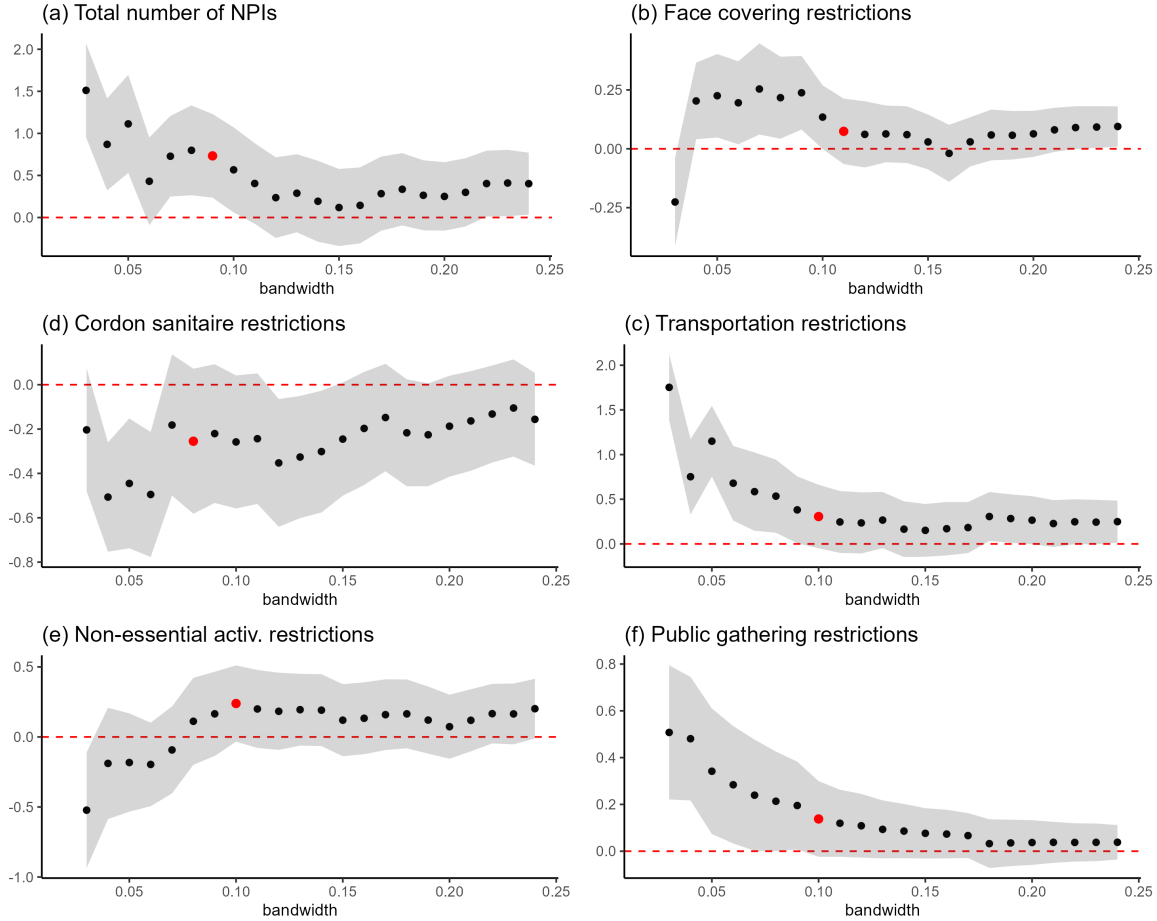 (a) Total number of NPIs
2.0
1.5
1.0
0.5
0.0
0.05 0.10 0.15 0.20 0.25
bandwidth
(b) Face covering restrictions
0.25
0.00
-0.25
0.05 0.10 0.15 0.20 0.25
bandwidth
(d) Cordon sanitaire restrictions
0.0
-0.2
-0.4
-0.6
-0.8
0.05 0.10 0.15 0.20 0.25
bandwidth
(c) Transportation restrictions
2.0
1.5
1.0
0.5
0.0
0.05 0.10 0.15 0.20 0.25
bandwidth
(e) Non-essential activ. restrictions
0.5
0.0
-0.5
-1.0
0.05 0.10 0.15 0.20 0.25
bandwidth
(f) Public gathering restrictions
0.8
0.6
0.4
0.2
0.0
0.05 0.10 0.15 0.20 0.25
bandwidth